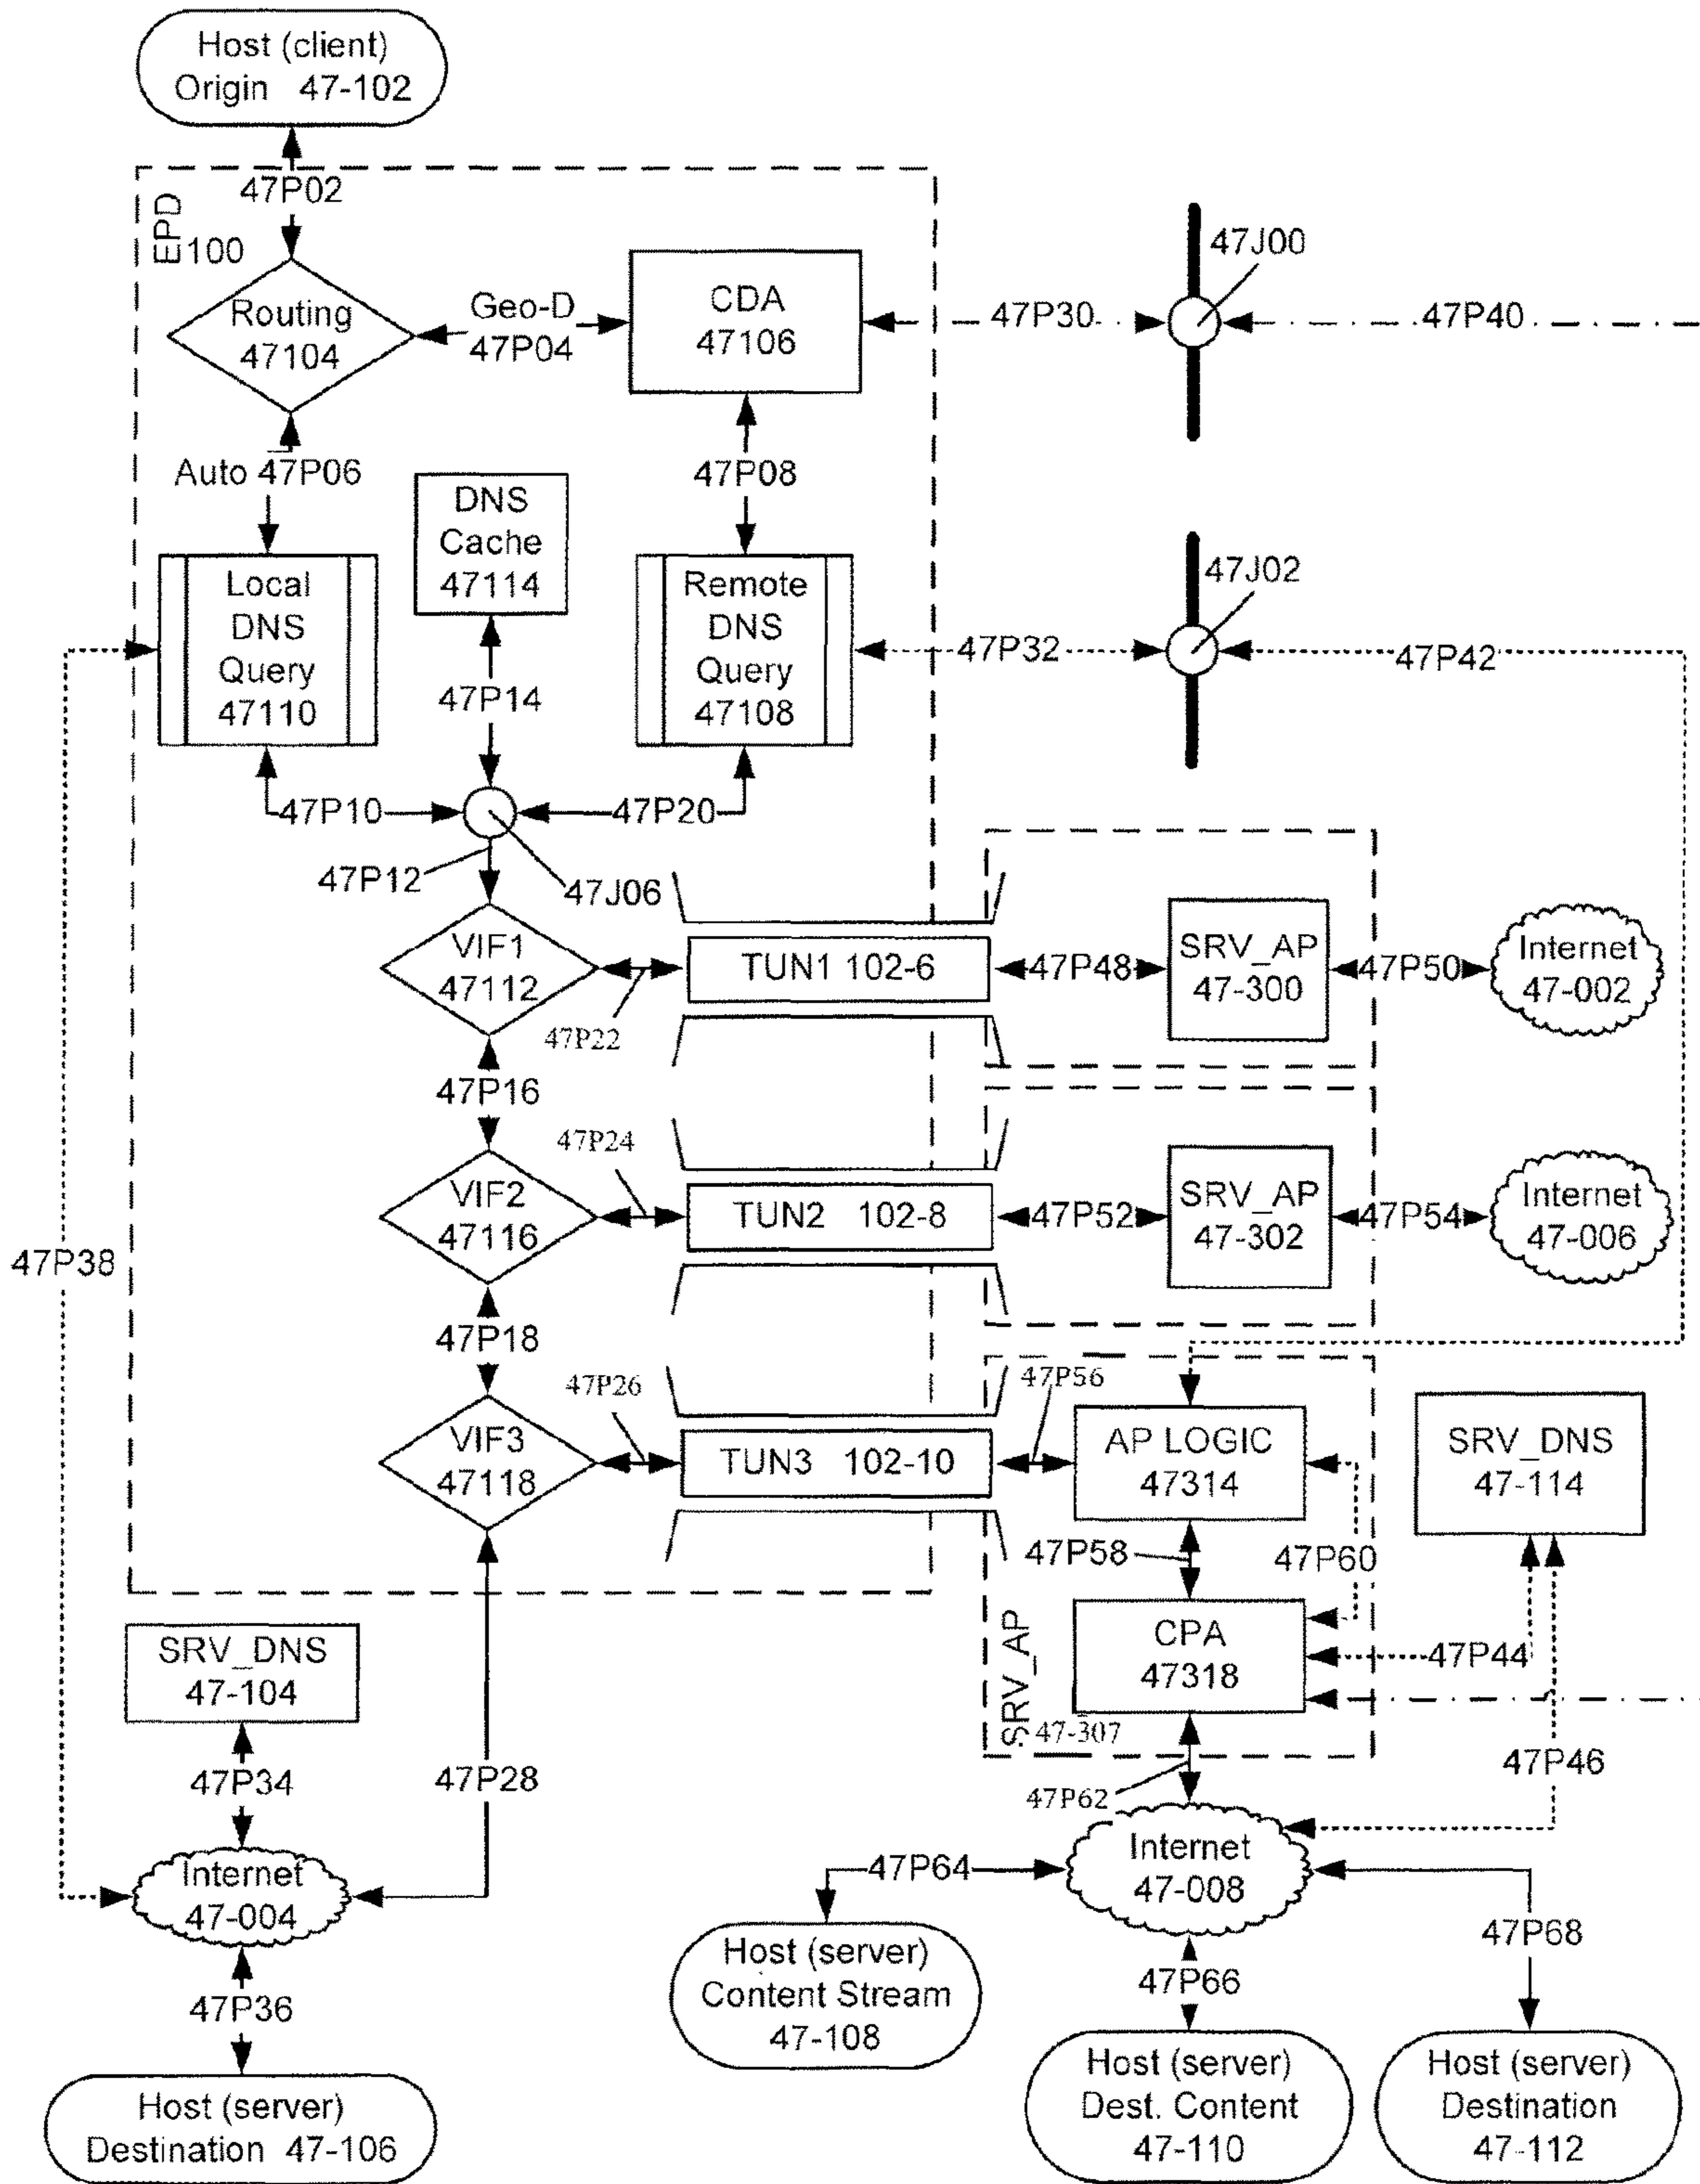 Host (client)
Origin 47-102
47P02
EPD
E100
47J00
Routing
47104
Geo-D
47P04
CDA
47106
47P30
47P40
Auto 47P06
DNS
Cache
47114
47P08
47J02
Local
DNS
Query
47110
Remote
DNS
Query
47108
47P32
47P42
47P14
47P10
47P20
47P12
47J06
VIF1
47112
TUN1 102-6
47P48
SRV_AP
47-300
47P50
Internet
47-002
47P22
47P16
47P24
VIF2
47116
TUN2 102-8
47P52
SRV_AP
47-302
47P54
Internet
47-006
47P38
47P18
47P26
47P56
VIF3
47118
TUN3 102-10
AP LOGIC
47314
SRV_DNS
47-114
47P58
47P60
SRV_AP
47-307
CPA
47318
47P44
SRV_DNS
47-104
47P34
47P28
47P62
47P46
Internet
47-004
47P64
Internet
47-008
47P36
Host (server)
Content Stream
47-108
47P66
47P68
Host (server)
Destination 47-106
Host (server)
Dest. Content
47-110
Host (server)
Destination
47-112